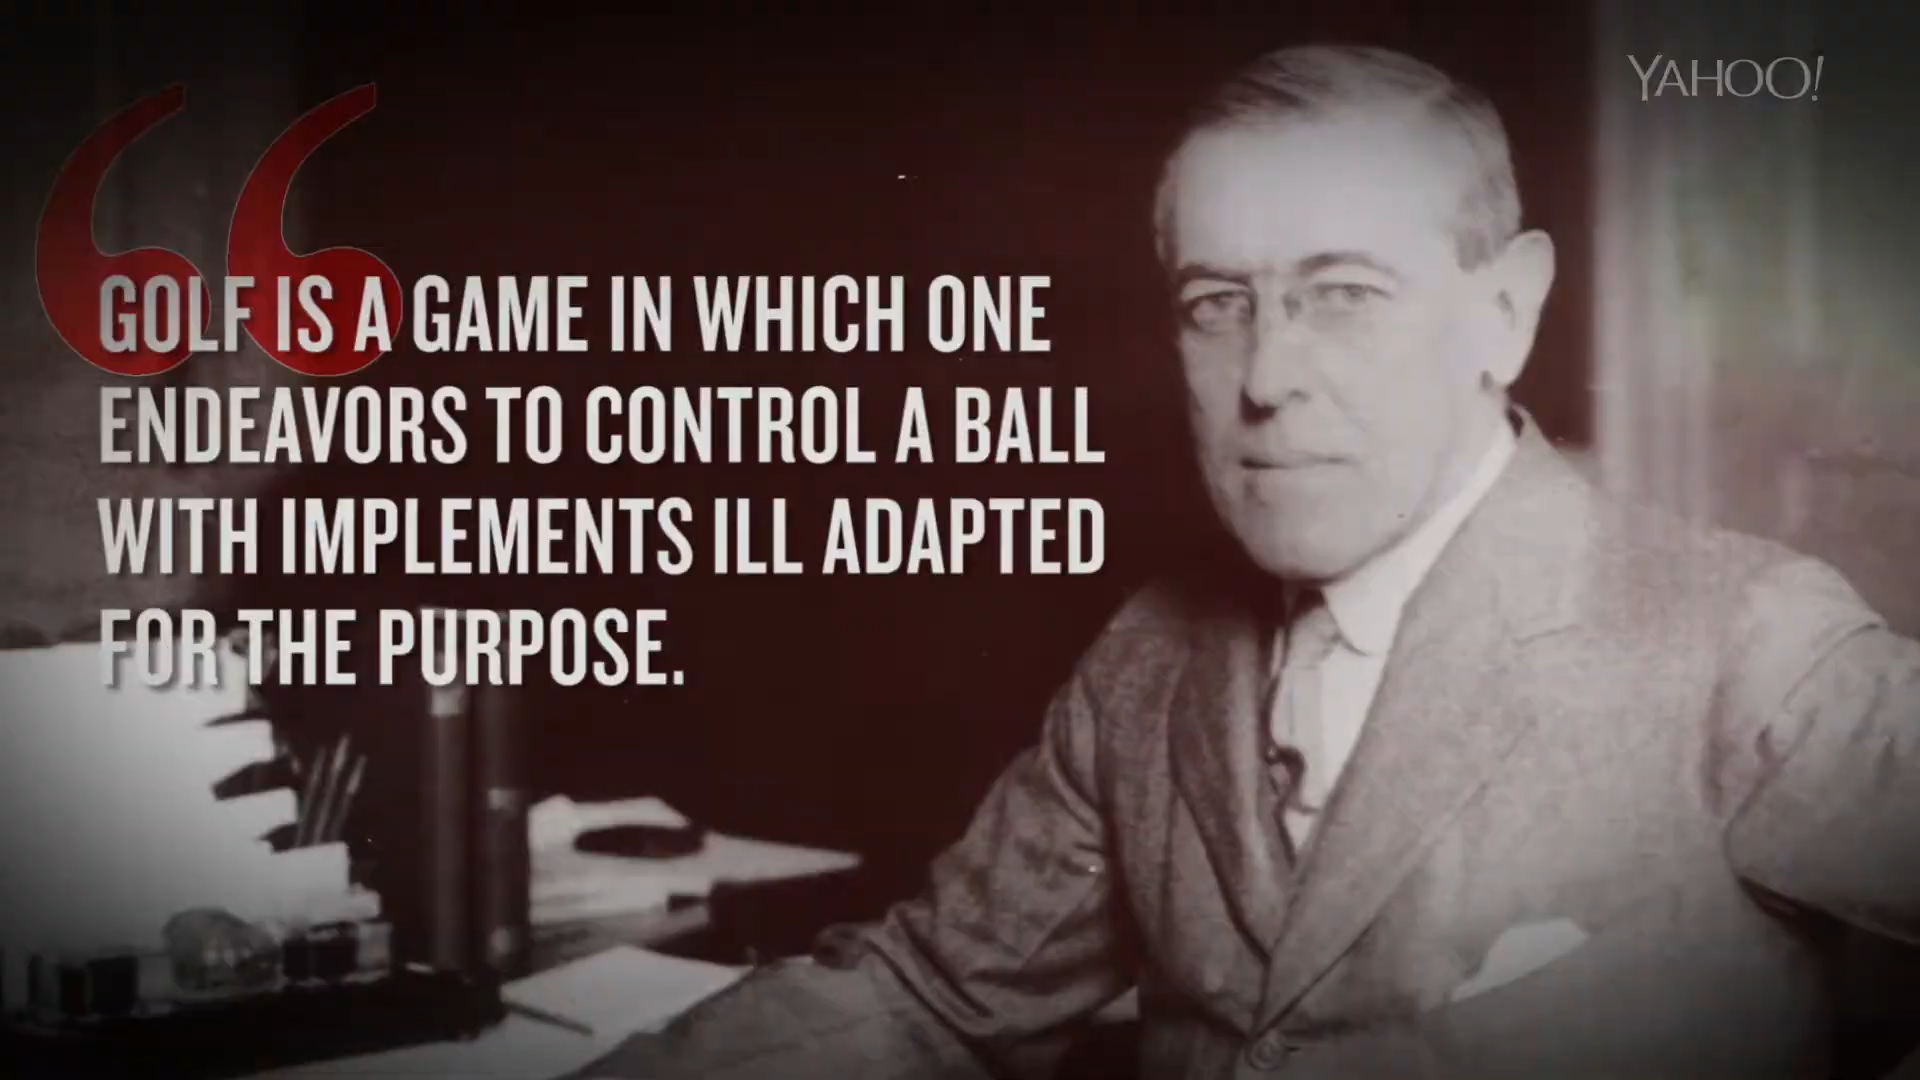 YAHOO!
GOLF IS A GAME IN WHICH ONE
ENDEAVORS TO CONTROL A BALL
WITH IMPLEMENTS ILL ADAPTED
FOR THE PURPOSE.